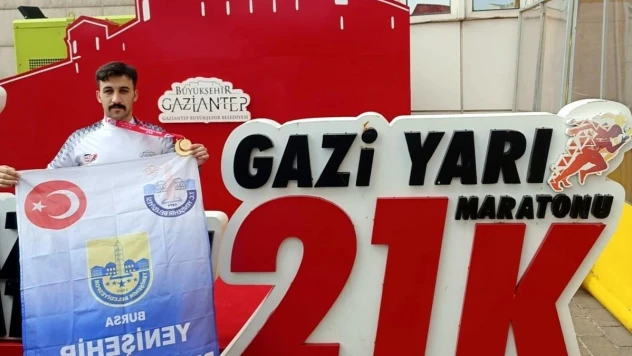 BÜYÜKŞEHİR
GAZİANTEP
GAZİANTEP BÜYÜKŞEHİR BELEDİYESİ
GAZİ YARI
MARATONU
21K
BURSA
YENİŞEHİR